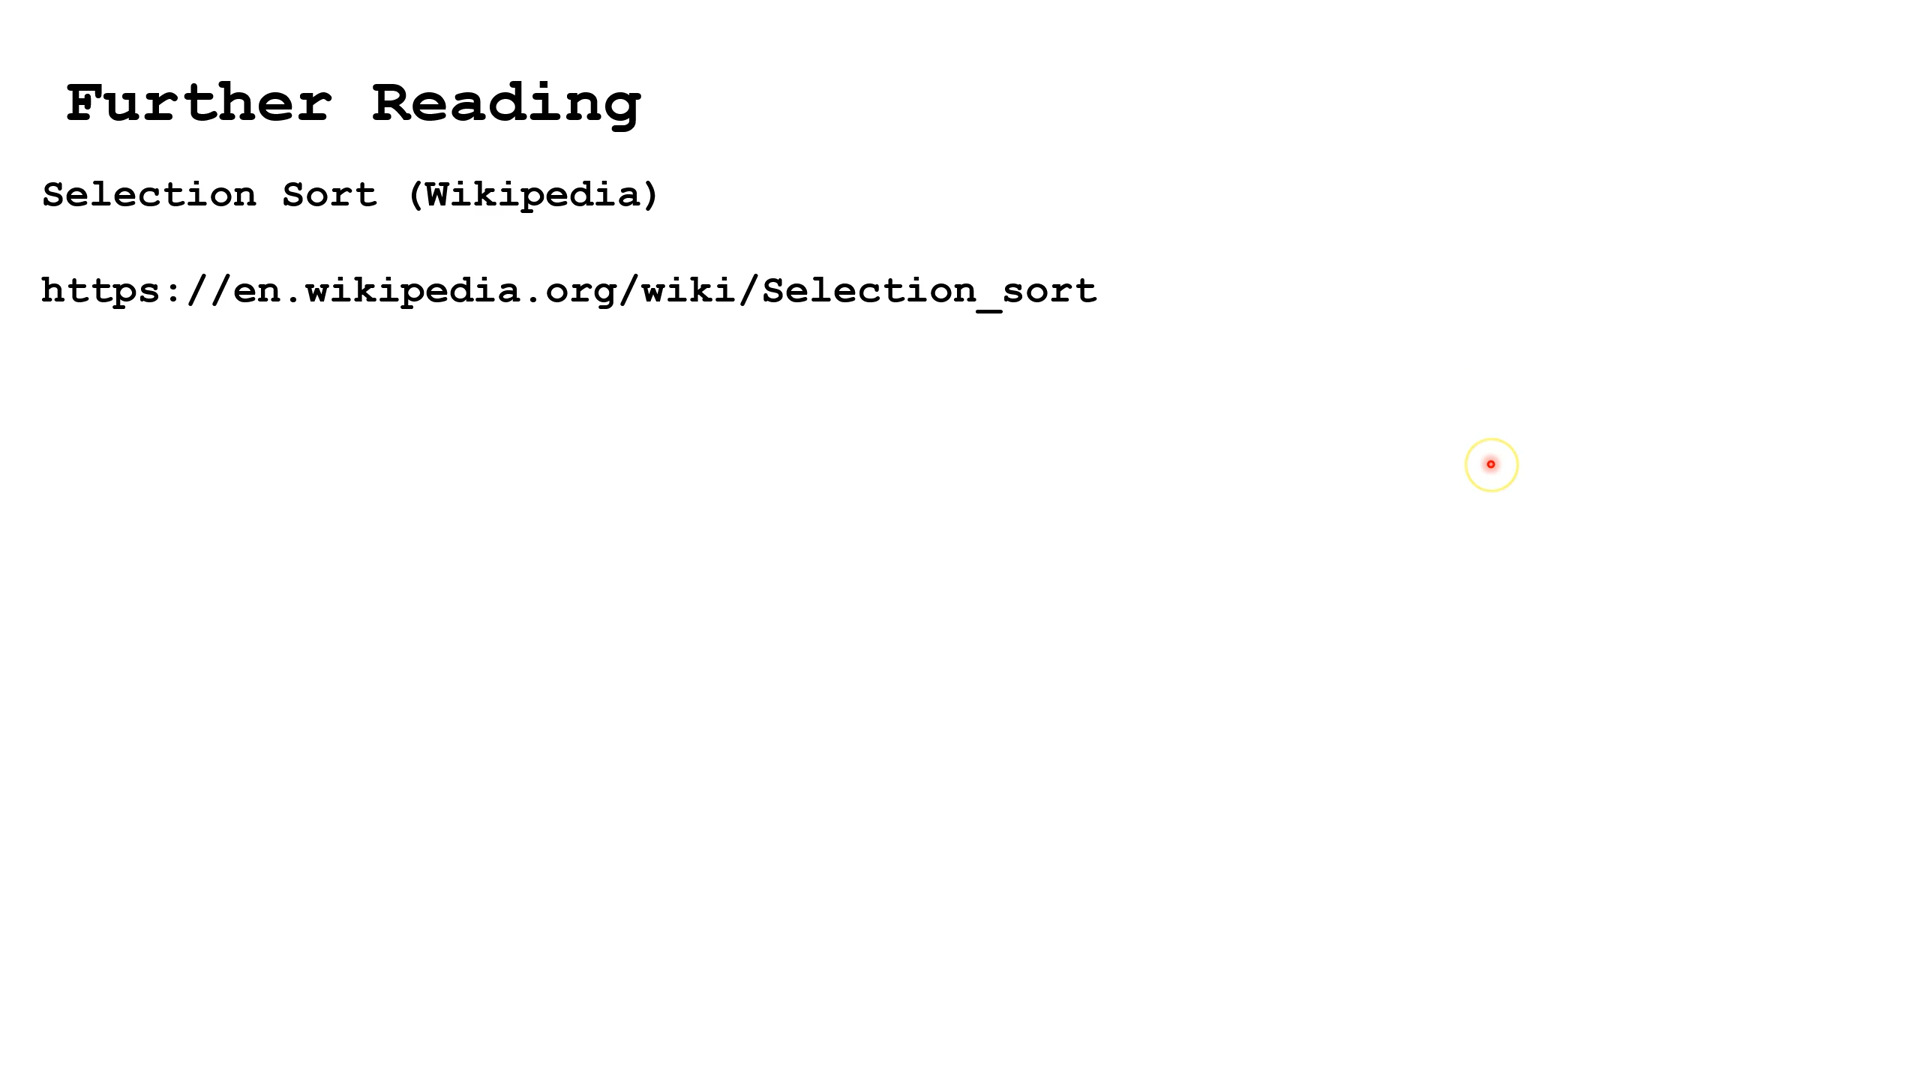 Further Reading
Selection Sort (Wikipedia)
https://en.wikipedia.org/wiki/Selection_sort